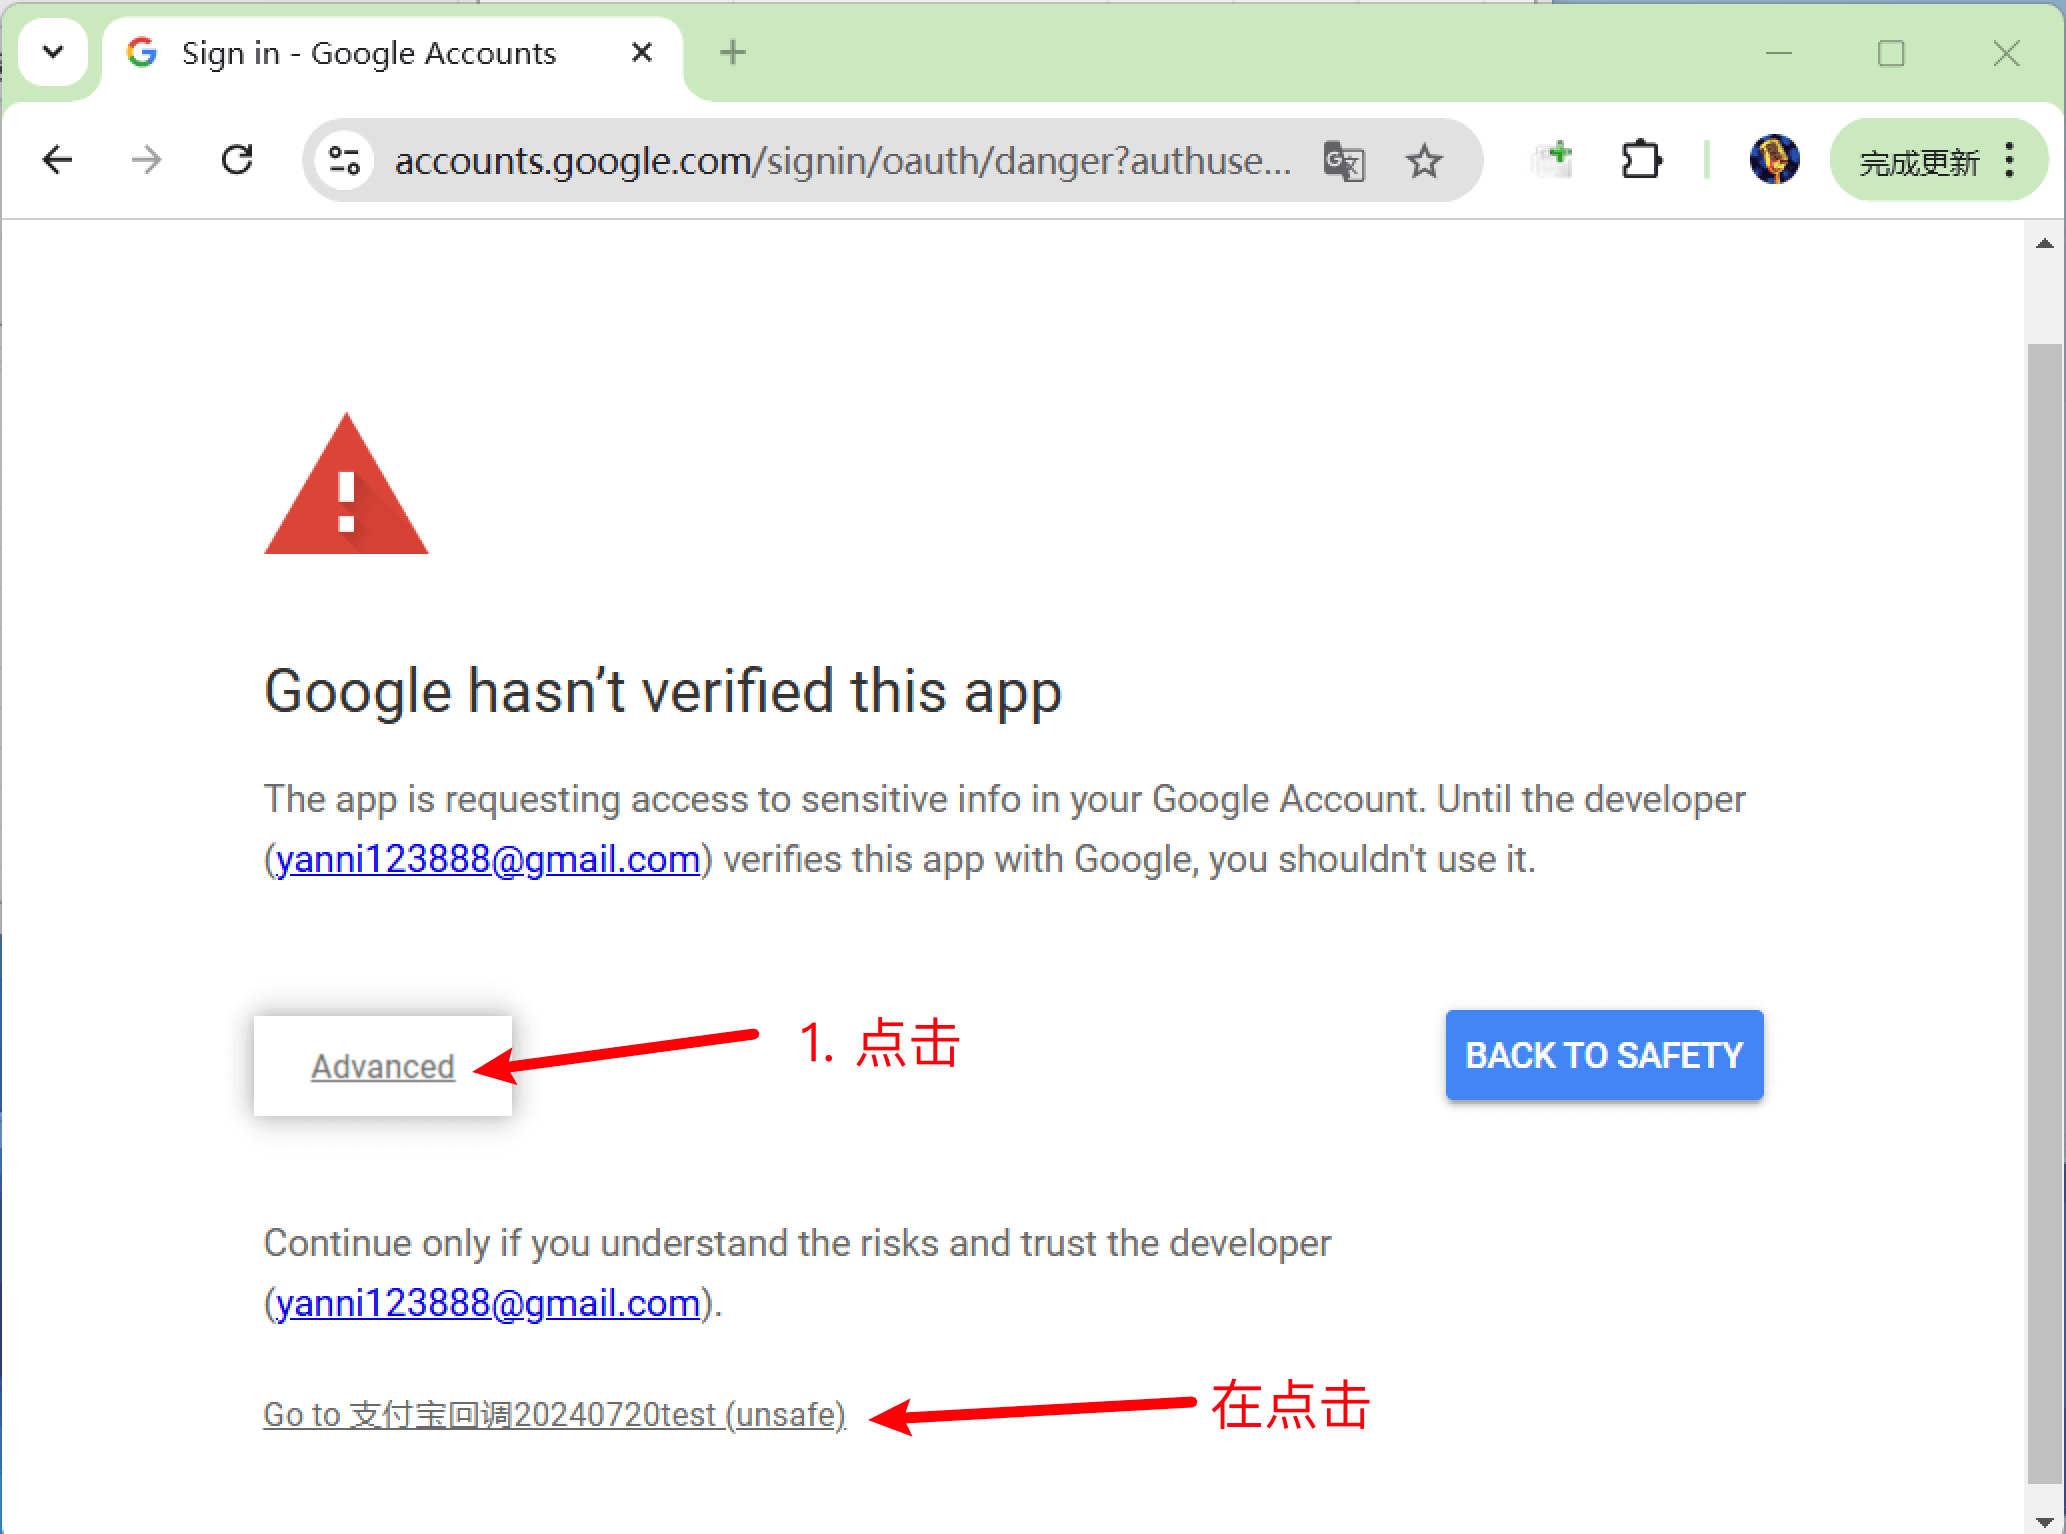 Sign in - Google Accounts
accounts.google.com/signin/oauth/danger?authuse...
完成更新
Google hasn’t verified this app
The app is requesting access to sensitive info in your Google Account. Until the developer
(yanni123888@gmail.com) verifies this app with Google, you shouldn't use it.
Advanced
1. 点击
BACK TO SAFETY
Continue only if you understand the risks and trust the developer
(yanni123888@gmail.com).
Go to 支付宝回调20240720test (unsafe)
在点击